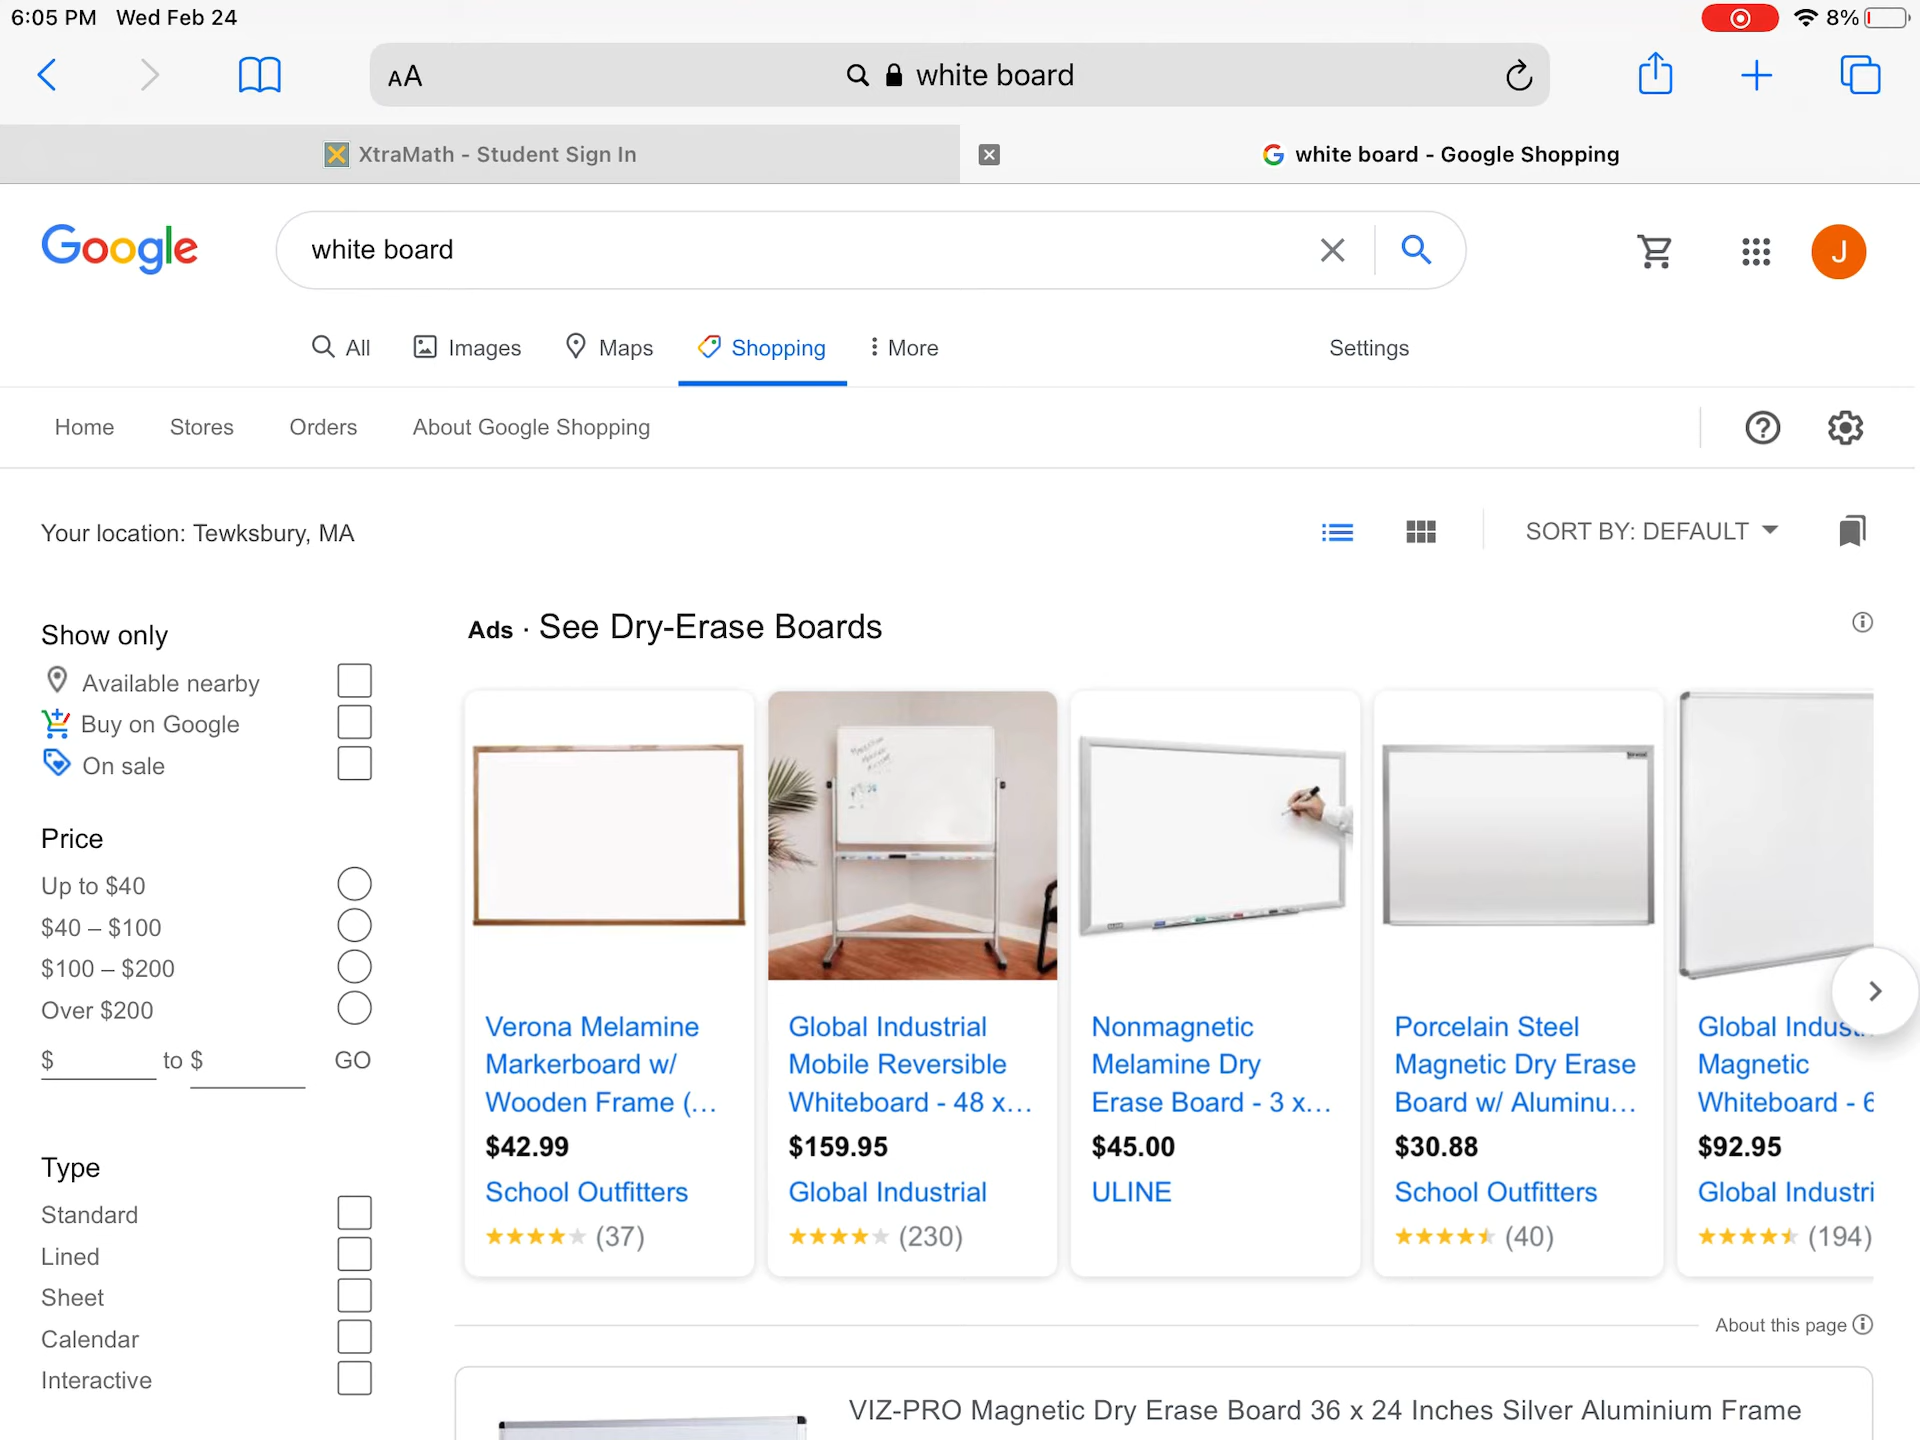 6:05 PM Wed Feb 24
8%
AA
white board
XtraMath - Student Sign In
white board - Google Shopping
Google
white board
J
All
Images
Maps
Shopping
More
Settings
Home
Stores
Orders
About Google Shopping
Your location: Tewksbury, MA
SORT BY: DEFAULT
Show only
Available nearby
Buy on Google
On sale
Price
Up to $40
$40 – $100
$100 – $200
Over $200
$ to $ GO
Type
Standard
Lined
Sheet
Calendar
Interactive
Ads · See Dry-Erase Boards
Verona Melamine
Markerboard w/
Wooden Frame (...
$42.99
School Outfitters
(37)
Global Industrial
Mobile Reversible
Whiteboard - 48 x...
$159.95
Global Industrial
(230)
Nonmagnetic
Melamine Dry
Erase Board - 3 x...
$45.00
ULINE
Porcelain Steel
Magnetic Dry Erase
Board w/ Aluminu...
$30.88
School Outfitters
(40)
Global Indus
Magnetic
Whiteboard - 6
$92.95
Global Industri
(194)
About this page
VIZ-PRO Magnetic Dry Erase Board 36 x 24 Inches Silver Aluminium Frame